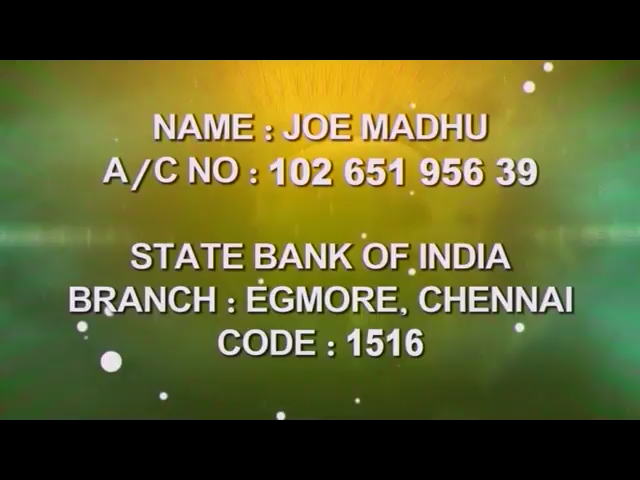 NAME : JOE MADHU
A/C NO : 102 651 956 39
STATE BANK OF INDIA
BRANCH : EGMORE, CHENNAI
CODE : 1516